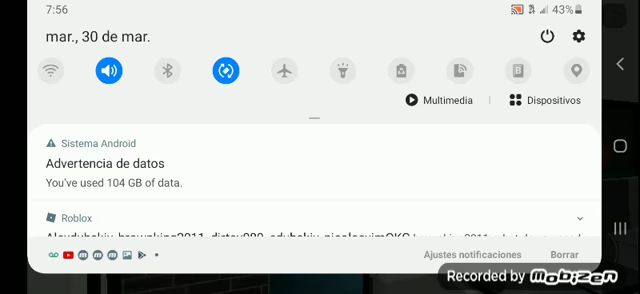 7:56
43%
mar., 30 de mar.
Multimedia | Dispositivos
Sistema Android
Advertencia de datos
You've used 104 GB of data.
Roblox
Ajustes notificaciones Borrar
Recorded by MOBIZEN